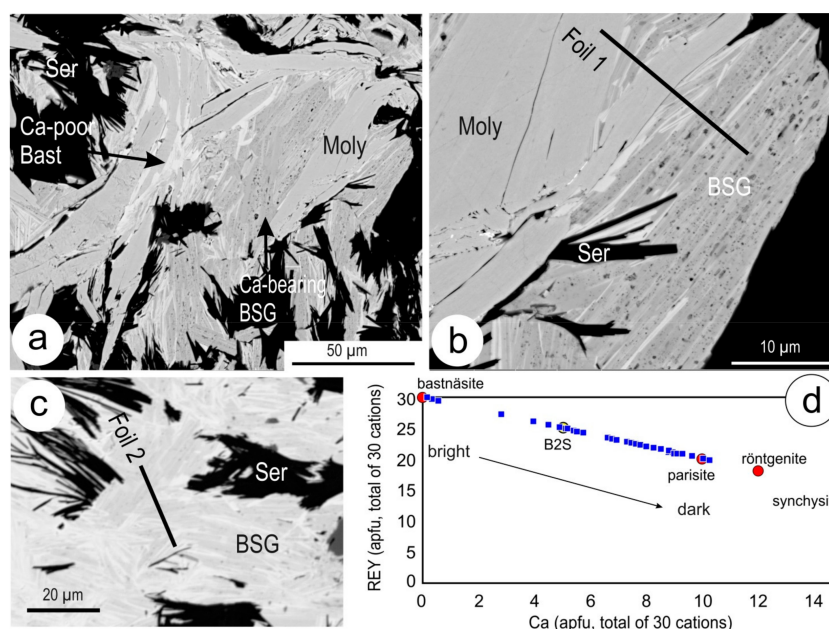 a
Ser
Ca-poor
Bast
Moly
Ca-bearing
BSG
50 µm
b
Foil 1
Moly
BSG
Ser
10 µm
c
Foil 2
Ser
BSG
20 µm
d
REY (apfu, total of 30 cations)
30
25
20
15
10
5
0
bastnäsite
B2S
bright
parisite
röntgenite
dark
synchysi
0
2
4
6
8
10
12
14
Ca (apfu, total of 30 cations)